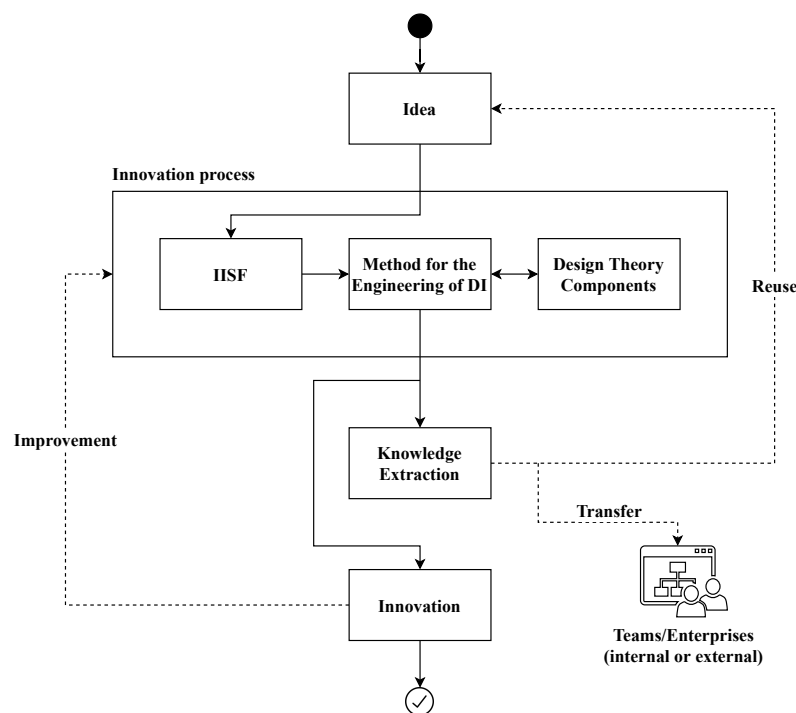 Idea
Innovation process
IISF
Method for the
Engineering of DI
Design Theory
Components
Reuse
Improvement
Knowledge
Extraction
Transfer
Innovation
Teams/Enterprises
(internal or external)